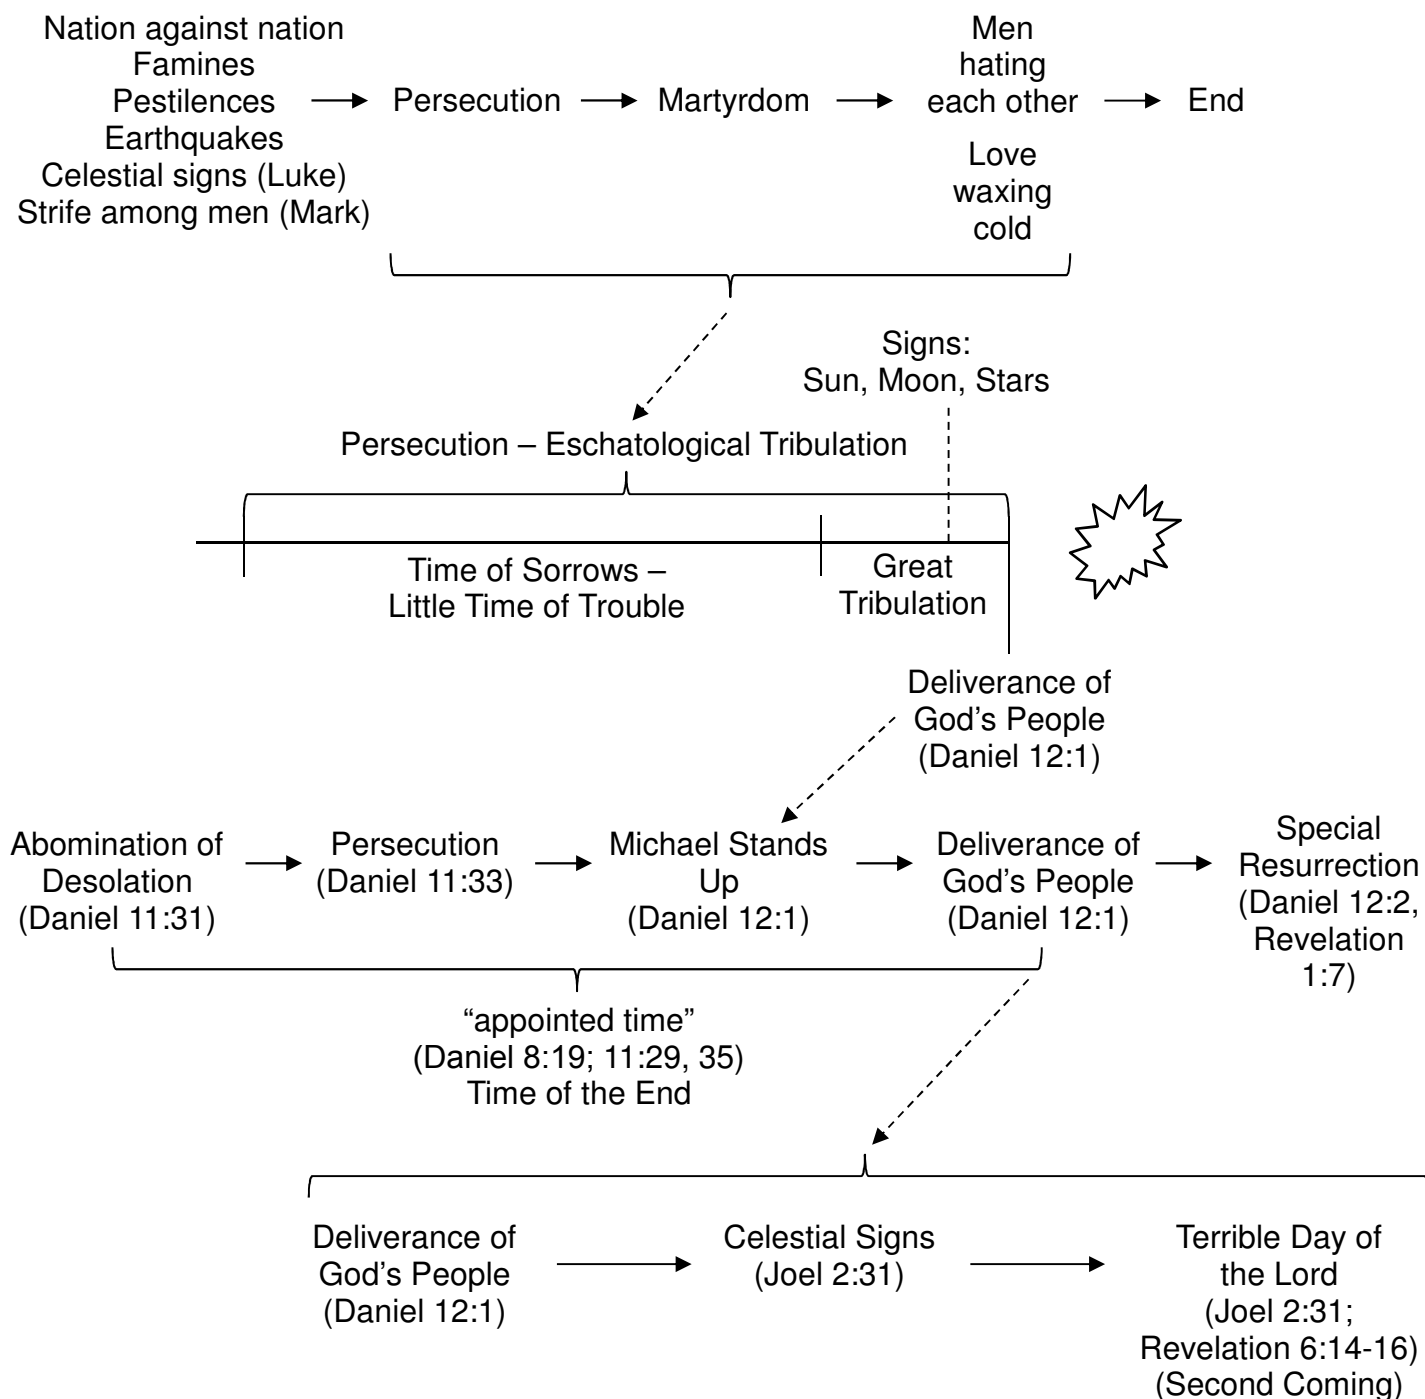 Nation against nation
Famines
Pestilences
Earthquakes
Celestial signs (Luke)
Strife among men (Mark)
Persecution
Martyrdom
Men
hating
each other
Love
waxing
cold
End
Signs:
Sun, Moon, Stars
Persecution – Eschatological Tribulation
Time of Sorrows –
Little Time of Trouble
Great
Tribulation
Deliverance of
God’s People
(Daniel 12:1)
Abomination of
Desolation
(Daniel 11:31)
Persecution
(Daniel 11:33)
Michael Stands
Up
(Daniel 12:1)
Deliverance of
God’s People
(Daniel 12:1)
Special
Resurrection
(Daniel 12:2,
Revelation
1:7)
“appointed time”
(Daniel 8:19; 11:29, 35)
Time of the End
Deliverance of
God’s People
(Daniel 12:1)
Celestial Signs
(Joel 2:31)
Terrible Day of
the Lord
(Joel 2:31;
Revelation 6:14-16)
(Second Coming)